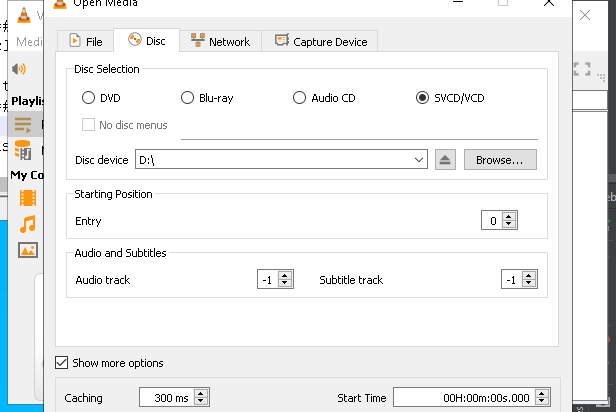 Open Media
Medi
File
Disc
Network
Capture Device
Disc Selection
DVD
Blu-ray
Audio CD
SVCD/VCD
No disc menus
Playlis
Disc device
D:\
Browse...
My Co
Starting Position
Entry
0
Audio and Subtitles
Audio track
-1
Subtitle track
-1
Show more options
Caching
300 ms
Start Time
00H:00m:00s.000